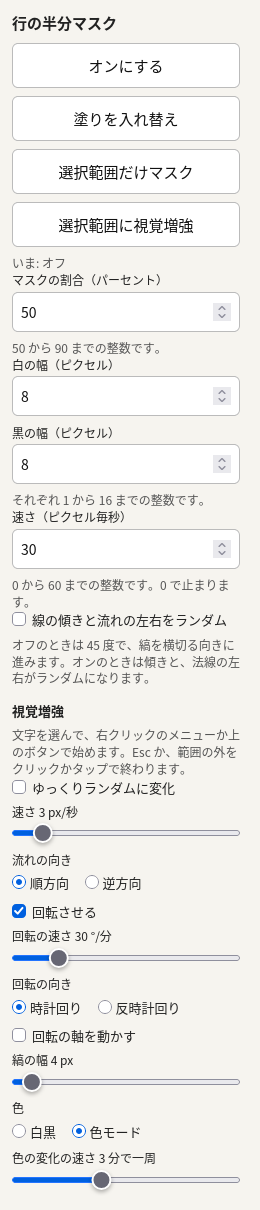 行の半分マスク
オンにする
塗りを入れ替え
選択範囲だけマスク
選択範囲に視覚増強
いま: オフ
マスクの割合（パーセント）
50
50 から 90 までの整数です。
白の幅（ピクセル）
8
黒の幅（ピクセル）
8
それぞれ 1 から 16 までの整数です。
速さ（ピクセル毎秒）
30
0 から 60 までの整数です。0 で止まりま
す。
線の傾きと流れの左右をランダム
オフのときは 45 度で、縞を横切る向きに
進みます。オンのときは傾きと、法線の左
右がランダムになります。
視覚増強
文字を選んで、右クリックのメニューか上
のボタンで始めます。Esc か、範囲の外を
クリックかタップで終わります。
ゆっくりランダムに変化
速さ 3 px/秒
流れの向き
順方向 逆方向
回転させる
回転の速さ 30 °/分
回転の向き
時計回り 反時計回り
回転の軸を動かす
縞の幅 4 px
色
白黒 色モード
色の変化の速さ 3 分で一周